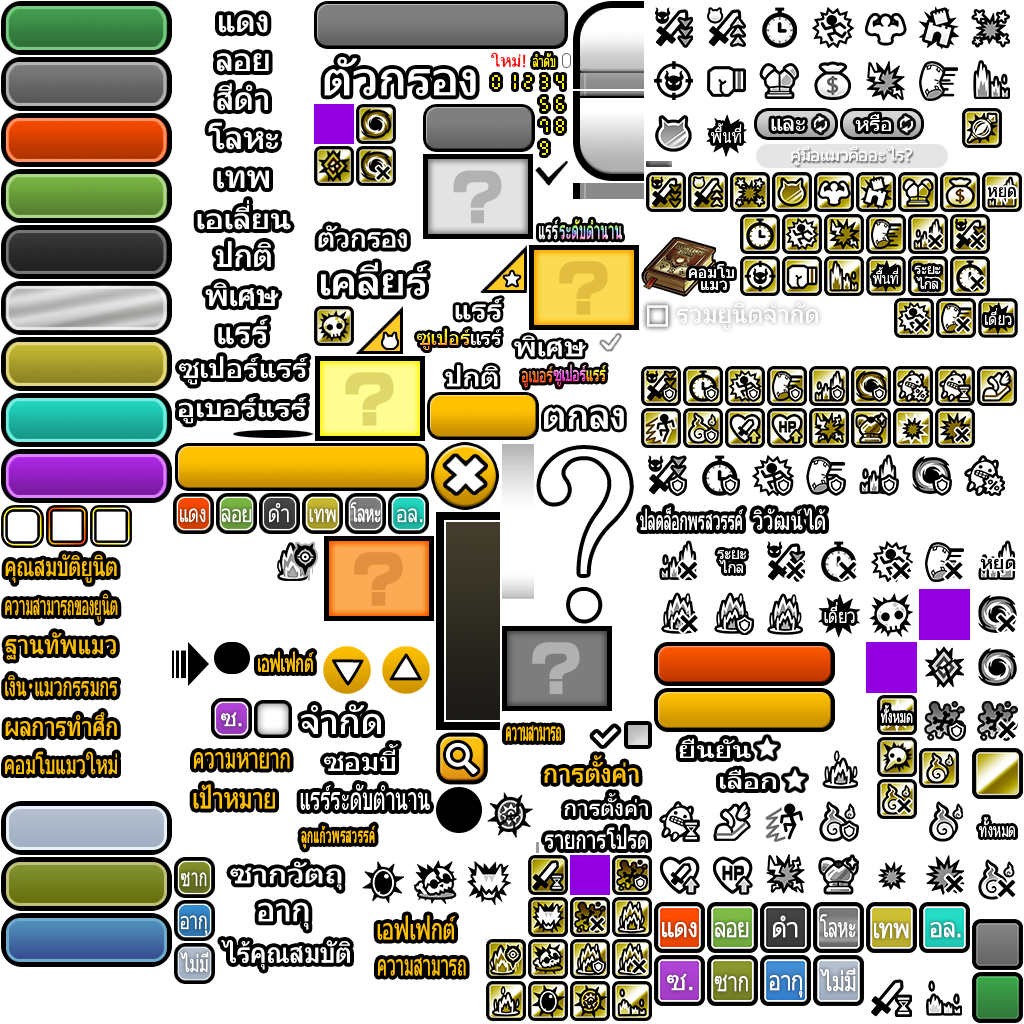 แดง
ลอย
สีดำ
โลหะ
เทพ
เอเลี่ยน
ปกติ
พิเศษ
แรร์
ซูเปอร์แรร์
อูเบอร์แรร์
ตัวกรอง
ใหม่! ลำดับ
0 1 2 3 4
5 6
7 8
9
แรร์ระดับตำนาน
ตัวกรอง
เคลียร์
แรร์
ซูเปอร์แรร์
พิเศษ
อูเบอร์ซูเปอร์แรร์
ปกติ
ตกลง
แดง ลอย ดำ เทพ โลหะ อล.
คุณสมบัติยูนิต
ความสามารถของยูนิต
ฐานทัพแมว
เงิน·แมวกรรมกร
ผลการทำศึก
คอมโบแมวใหม่
เอฟเฟกต์
ซ.
จำกัด
ความหายาก
ซอมบี้
เป้าหมาย
แรร์ระดับตำนาน
ลูกแก้วพรสวรรค์
ความสามารถ
การตั้งค่า
การตั้งค่า
รายการโปรด
ซาก
ซากวัตถุ
อากุ
อากุ
ไม่มี
ไร้คุณสมบัติ
เอฟเฟกต์
ความสามารถ
พื้นที่
และ
หรือ
คู่มือแมวคืออะไร?
หยุด
คอมโบ
แมว
พื้นที่
ระยะ
ไกล
รวมยูนิตจำกัด
เดี่ยว
HP
ปลดล็อกพรสวรรค์ วิวัฒน์ได้
ระยะ
ไกล
หยุด
เดี่ยว
ทั้งหมด
ยืนยัน
เลือก
ทั้งหมด
HP
แดง ลอย ดำ โลหะ เทพ อล.
ซ. ซาก อากุ ไม่มี